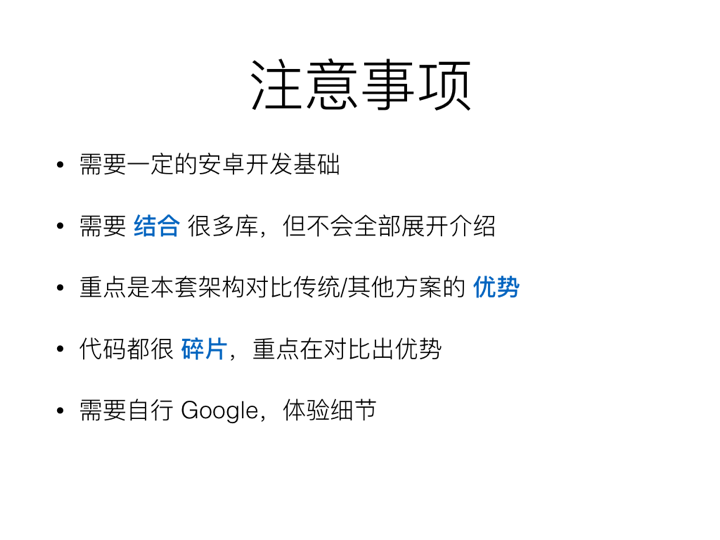 注意事项
• 需要一定的安卓开发基础
• 需要 结合 很多库，但不会全部展开介绍
• 重点是本套架构对比传统/其他方案的 优势
• 代码都很 碎片，重点在对比出优势
• 需要自行 Google，体验细节